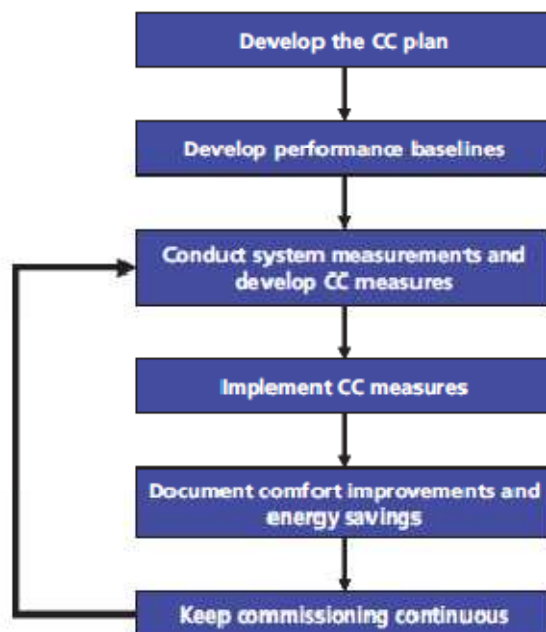 Develop the CC plan
Develop performance baselines
Conduct system measurements and
develop CC measures
Implement CC measures
Document comfort improvements and
energy savings
Keep commissioning continuous